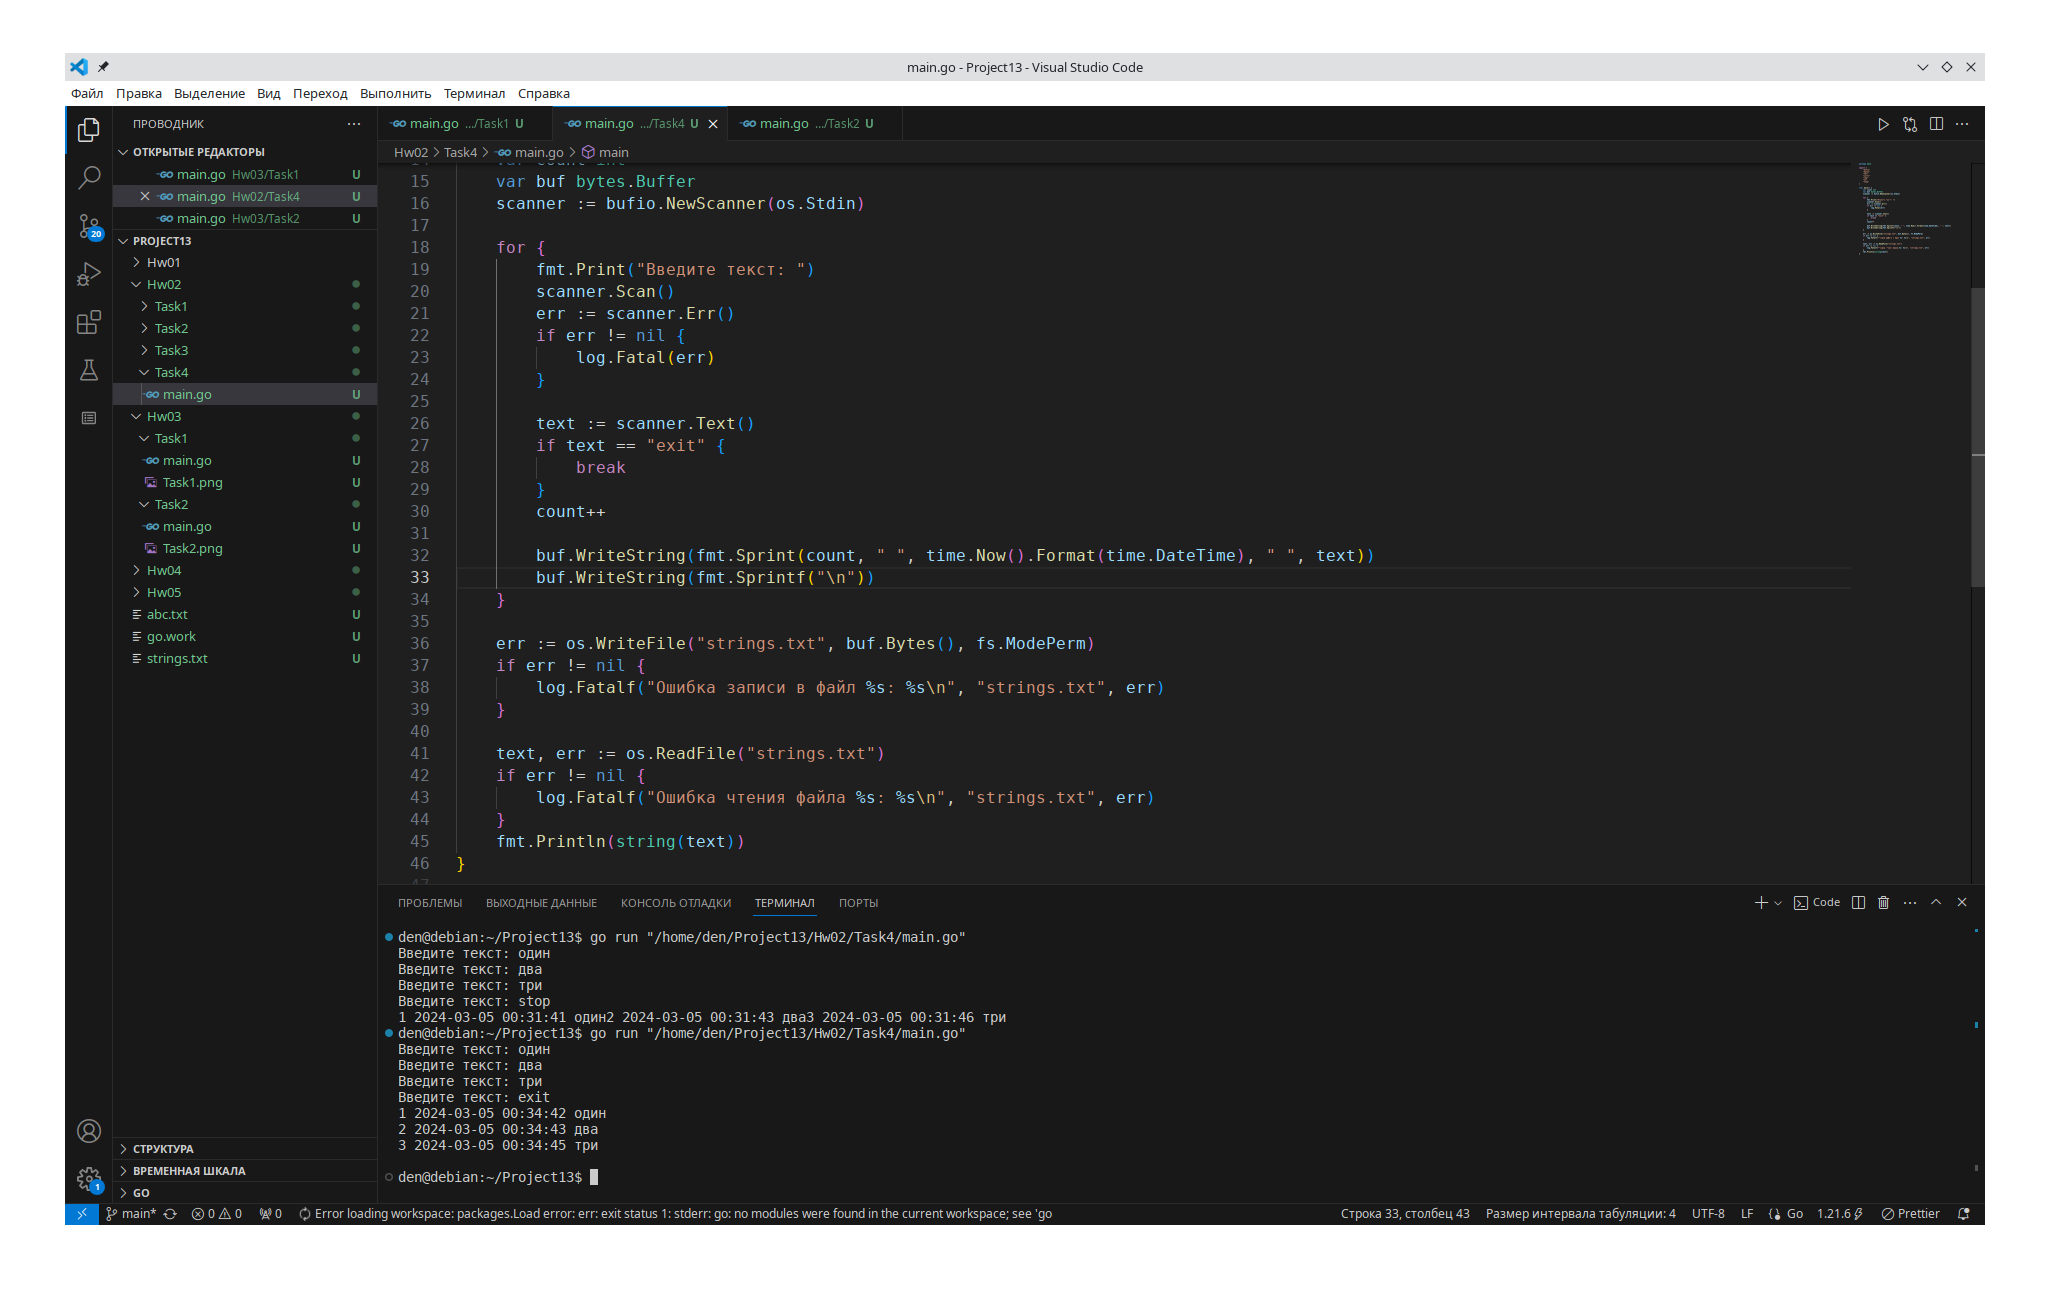 main.go - Project13 - Visual Studio Code
Файл Правка Выделение Вид Переход Выполнить Терминал Справка
ПРОВОДНИК
ОТКРЫТЫЕ РЕДАКТОРЫ
main.go Hw03/Task1 U
main.go Hw02/Task4 U
main.go Hw03/Task2 U
PROJECT13
Hw01
Hw02
Task1
Task2
Task3
Task4
main.go U
Hw03
Task1
main.go U
Task1.png U
Task2
main.go U
Task2.png U
Hw04
Hw05
abc.txt U
go.work U
strings.txt U
20
1
СТРУКТУРА
ВРЕМЕННАЯ ШКАЛА
GO
main.go .../Task1 U main.go .../Task4 U main.go .../Task2 U
Hw02 > Task4 > main.go > main
15 var buf bytes.Buffer
16 scanner := bufio.NewScanner(os.Stdin)
17
18 for {
19 fmt.Print("Введите текст: ")
20 scanner.Scan()
21 err := scanner.Err()
22 if err != nil {
23 log.Fatal(err)
24 }
25
26 text := scanner.Text()
27 if text == "exit" {
28 break
29 }
30 count++
31
32 buf.WriteString(fmt.Sprint(count, " ", time.Now().Format(time.DateTime), " ", text))
33 buf.WriteString(fmt.Sprintf("\n"))
34 }
35
36 err := os.WriteFile("strings.txt", buf.Bytes(), fs.ModePerm)
37 if err != nil {
38 log.Fatalf("Ошибка записи в файл %s: %s\n", "strings.txt", err)
39 }
40
41 text, err := os.ReadFile("strings.txt")
42 if err != nil {
43 log.Fatalf("Ошибка чтения файла %s: %s\n", "strings.txt", err)
44 }
45 fmt.Println(string(text))
46 }
ПРОБЛЕМЫ ВЫХОДНЫЕ ДАННЫЕ КОНСОЛЬ ОТЛАДКИ ТЕРМИНАЛ ПОРТЫ
Code
den@debian:~/Project13$ go run "/home/den/Project13/Hw02/Task4/main.go"
Введите текст: один
Введите текст: два
Введите текст: три
Введите текст: stop
1 2024-03-05 00:31:41 один2 2024-03-05 00:31:43 два3 2024-03-05 00:31:46 три
den@debian:~/Project13$ go run "/home/den/Project13/Hw02/Task4/main.go"
Введите текст: один
Введите текст: два
Введите текст: три
Введите текст: exit
1 2024-03-05 00:34:42 один
2 2024-03-05 00:34:43 два
3 2024-03-05 00:34:45 три
den@debian:~/Project13$
main* 0 0 0 Error loading workspace: packages.Load error: err: exit status 1: stderr: go: no modules were found in the current workspace; see 'go
Строка 33, столбец 43 Размер интервала табуляции: 4 UTF-8 LF Go 1.21.6 Prettier